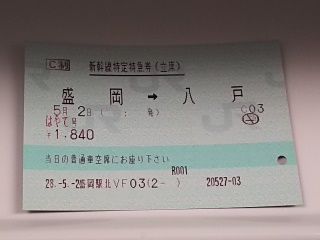 C制 新幹線特定特急券(立席)
盛岡 → 八戸
5月 2日 ( : 発) C03
はやて号
¥1,840
当日の普通車空席にお座り下さい
R001
28.-5.-2盛岡駅北VF03(2- ) 20527-03